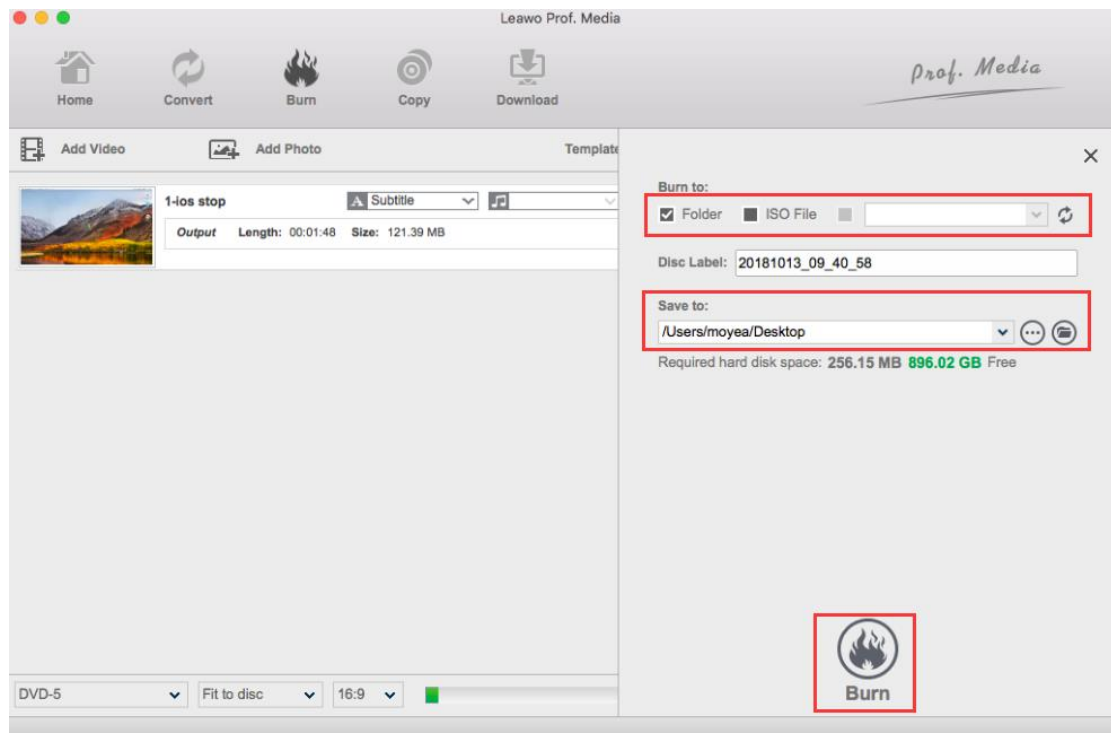 Leawo Prof. Media
Home Convert Burn Copy Download
Prof. Media
Add Video Add Photo Template
1-ios stop A Subtitle
Output Length: 00:01:48 Size: 121.39 MB
Burn to:
Folder ISO File
Disc Label: 20181013_09_40_58
Save to:
/Users/moyea/Desktop
Required hard disk space: 256.15 MB 896.02 GB Free
Burn
DVD-5 Fit to disc 16:9